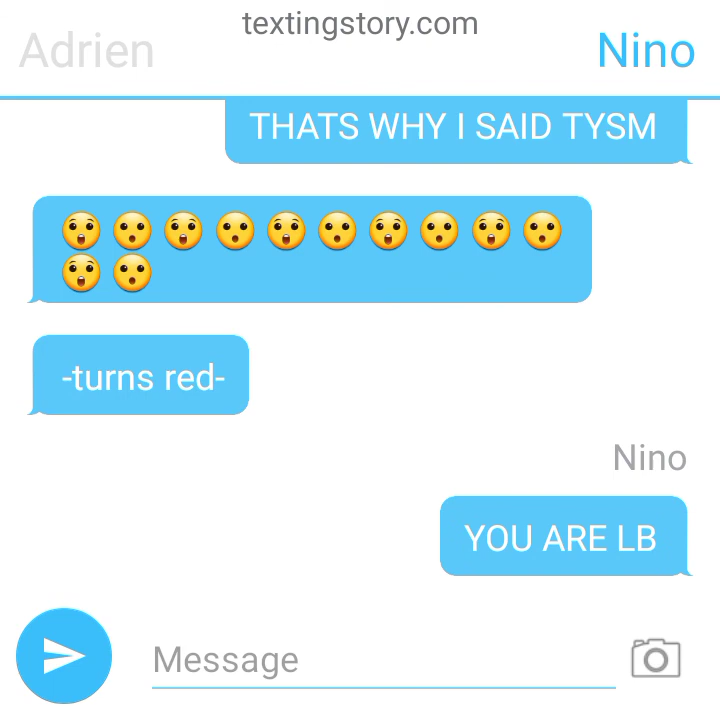 textingstory.com
Adrien
Nino
THATS WHY I SAID TYSM
😲😮😲😮😲😮😲😮😲😮
😲😮
-turns red-
Nino
YOU ARE LB
Message